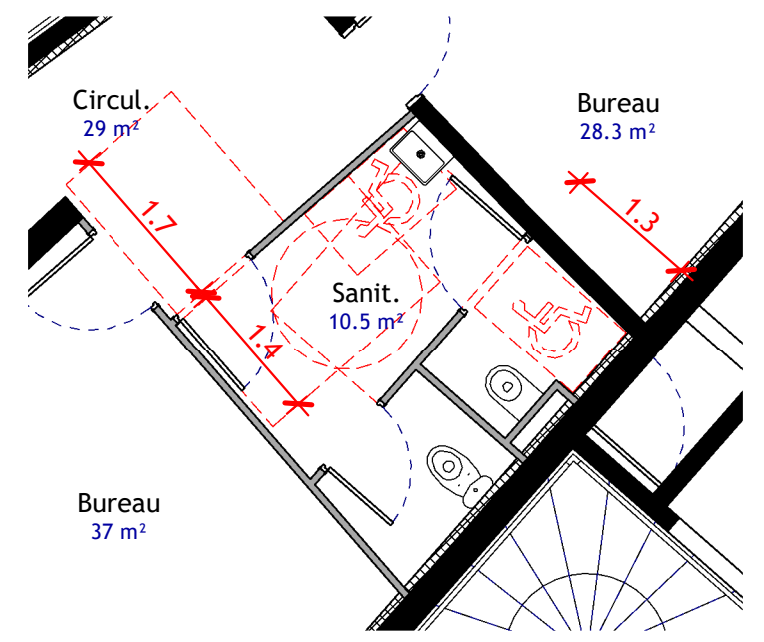 Circul.
29 m²
Bureau
28.3 m²
1.7
1.3
Sanit.
10.5 m²
1.4
Bureau
37 m²